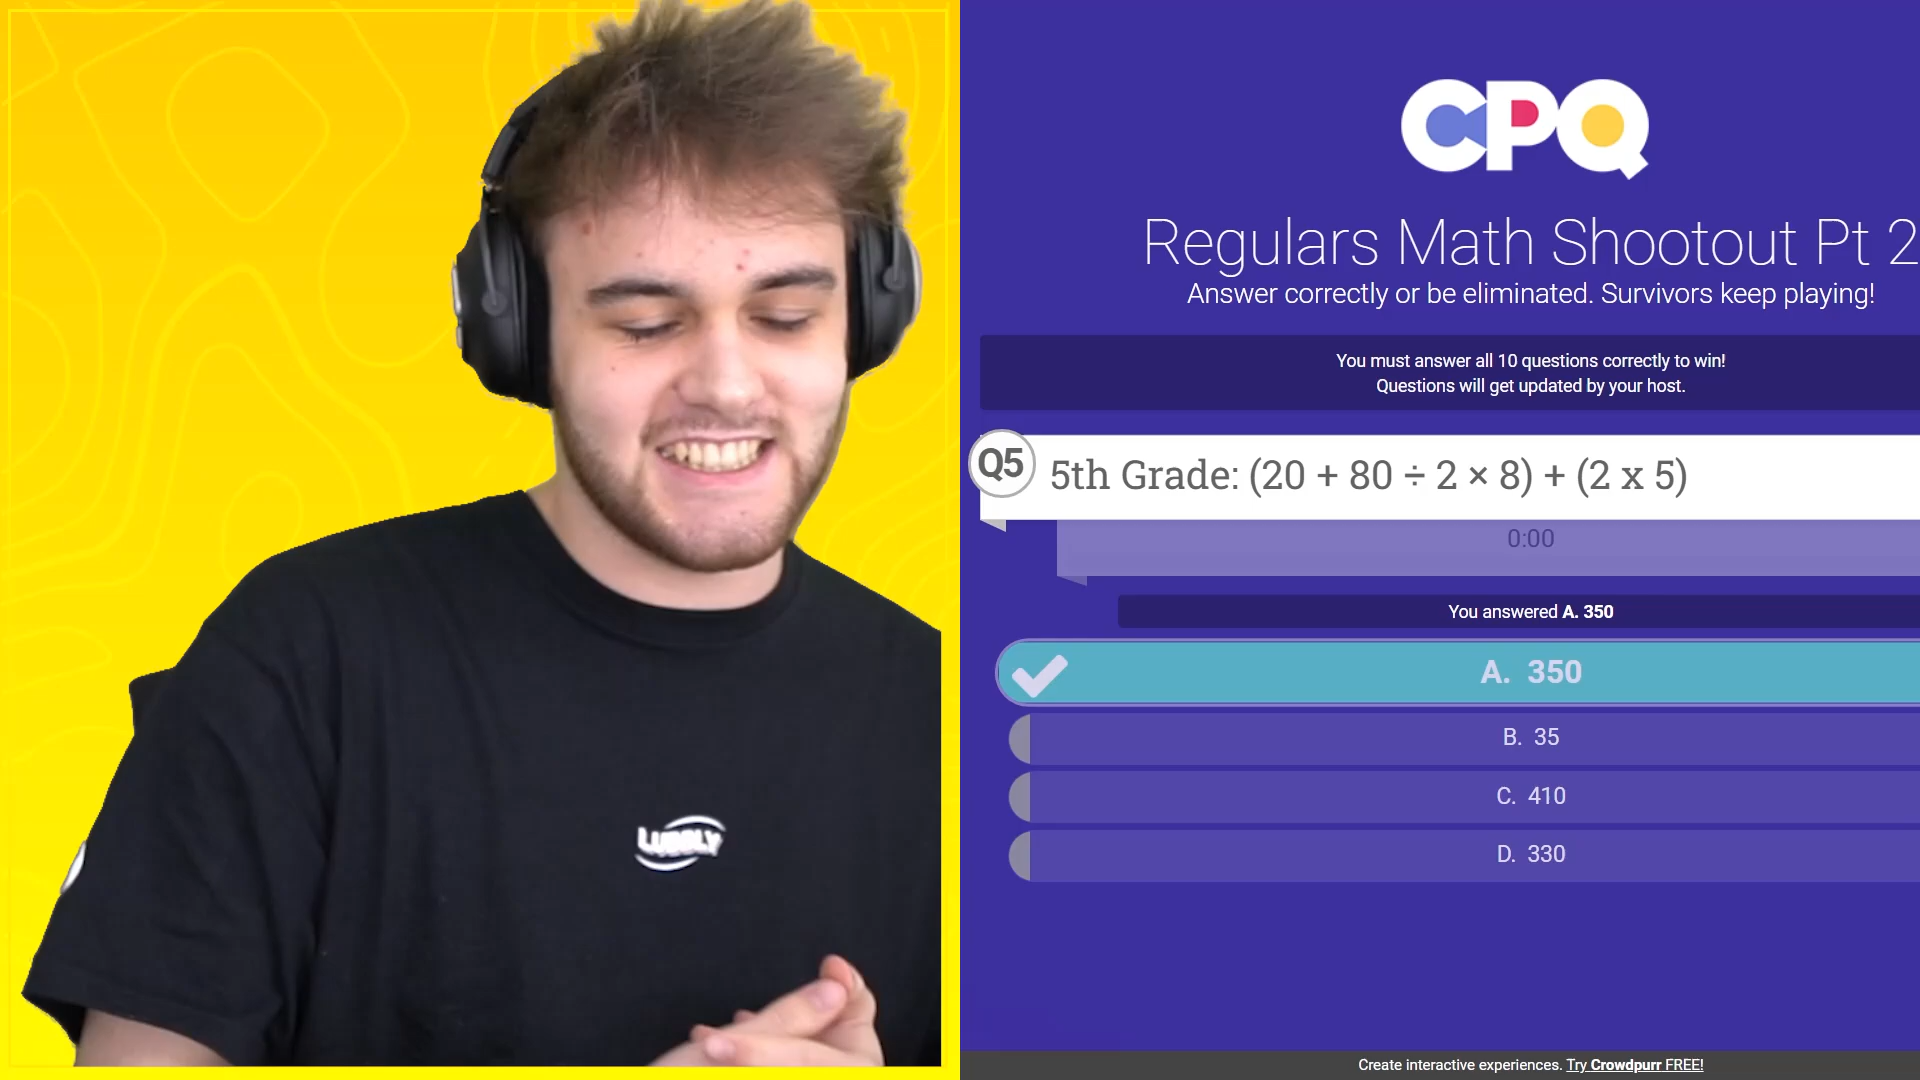 CPQ
Regulars Math Shootout Pt 2
Answer correctly or be eliminated. Survivors keep playing!
You must answer all 10 questions correctly to win!
Questions will get updated by your host.
Q5 5th Grade: (20 + 80 ÷ 2 × 8) + (2 x 5)
0:00
You answered A. 350
A. 350
B. 35
C. 410
D. 330
LUBBLY
Create interactive experiences. Try Crowdpurr FREE!